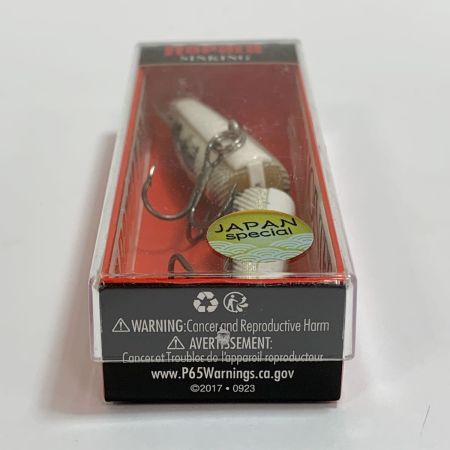 SINKING
JAPAN
special
WARNING:Cancer and Reproductive Harm
AVERTISSEMENT:
Cancer et Troubles de l'appareil reproducteur
www.P65Warnings.ca.gov
©2017 • 0923